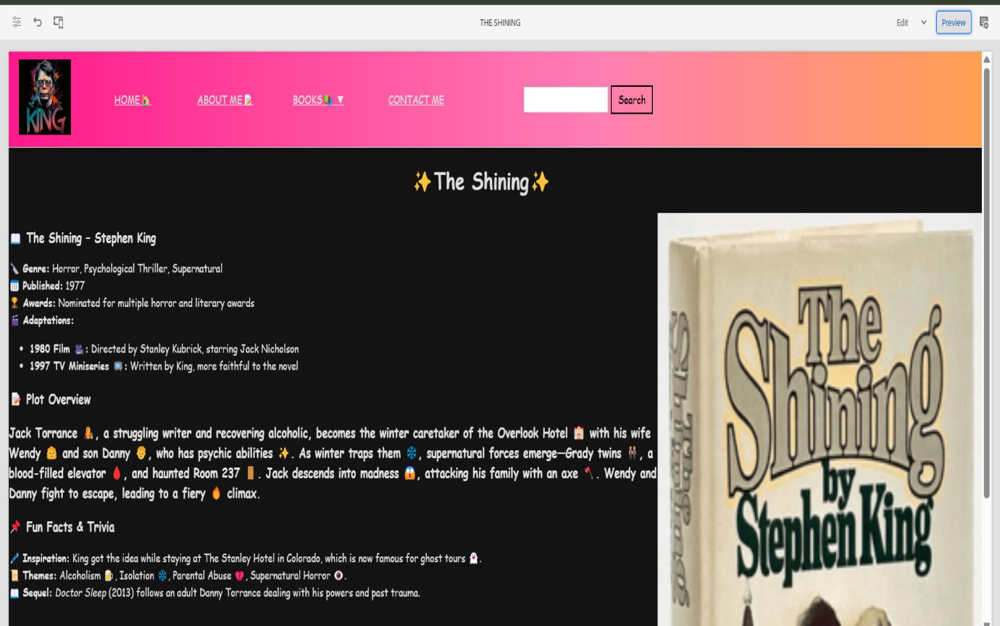 THE SHINING
Edit
Preview
KING
HOME🏠
ABOUT ME📝
BOOKS📚▼
CONTACT ME
Search
✨The Shining✨
📖 The Shining - Stephen King
🔪 Genre: Horror, Psychological Thriller, Supernatural
📅 Published: 1977
🏆 Awards: Nominated for multiple horror and literary awards
🎬 Adaptations:
• 1980 Film 🎥: Directed by Stanley Kubrick, starring Jack Nicholson
• 1997 TV Miniseries 📺: Written by King, more faithful to the novel
📝 Plot Overview
Jack Torrance 👨‍👩‍👦, a struggling writer and recovering alcoholic, becomes the winter caretaker of the Overlook Hotel 🏨 with his wife
Wendy 👩 and son Danny 👦, who has psychic abilities ✨. As winter traps them ❄️, supernatural forces emerge—Grady twins 👭, a
blood-filled elevator 🩸, and haunted Room 237 🚪. Jack descends into madness 😱, attacking his family with an axe 🪓. Wendy and
Danny fight to escape, leading to a fiery 🔥 climax.
📌 Fun Facts & Trivia
🖊️ Inspiration: King got the idea while staying at The Stanley Hotel in Colorado, which is now famous for ghost tours 👻.
📜 Themes: Alcoholism 🍺, Isolation ❄️, Parental Abuse 💔, Supernatural Horror 👁️.
📖 Sequel: Doctor Sleep (2013) follows an adult Danny Torrance dealing with his powers and past trauma.
The
Shining
by
Stephen King